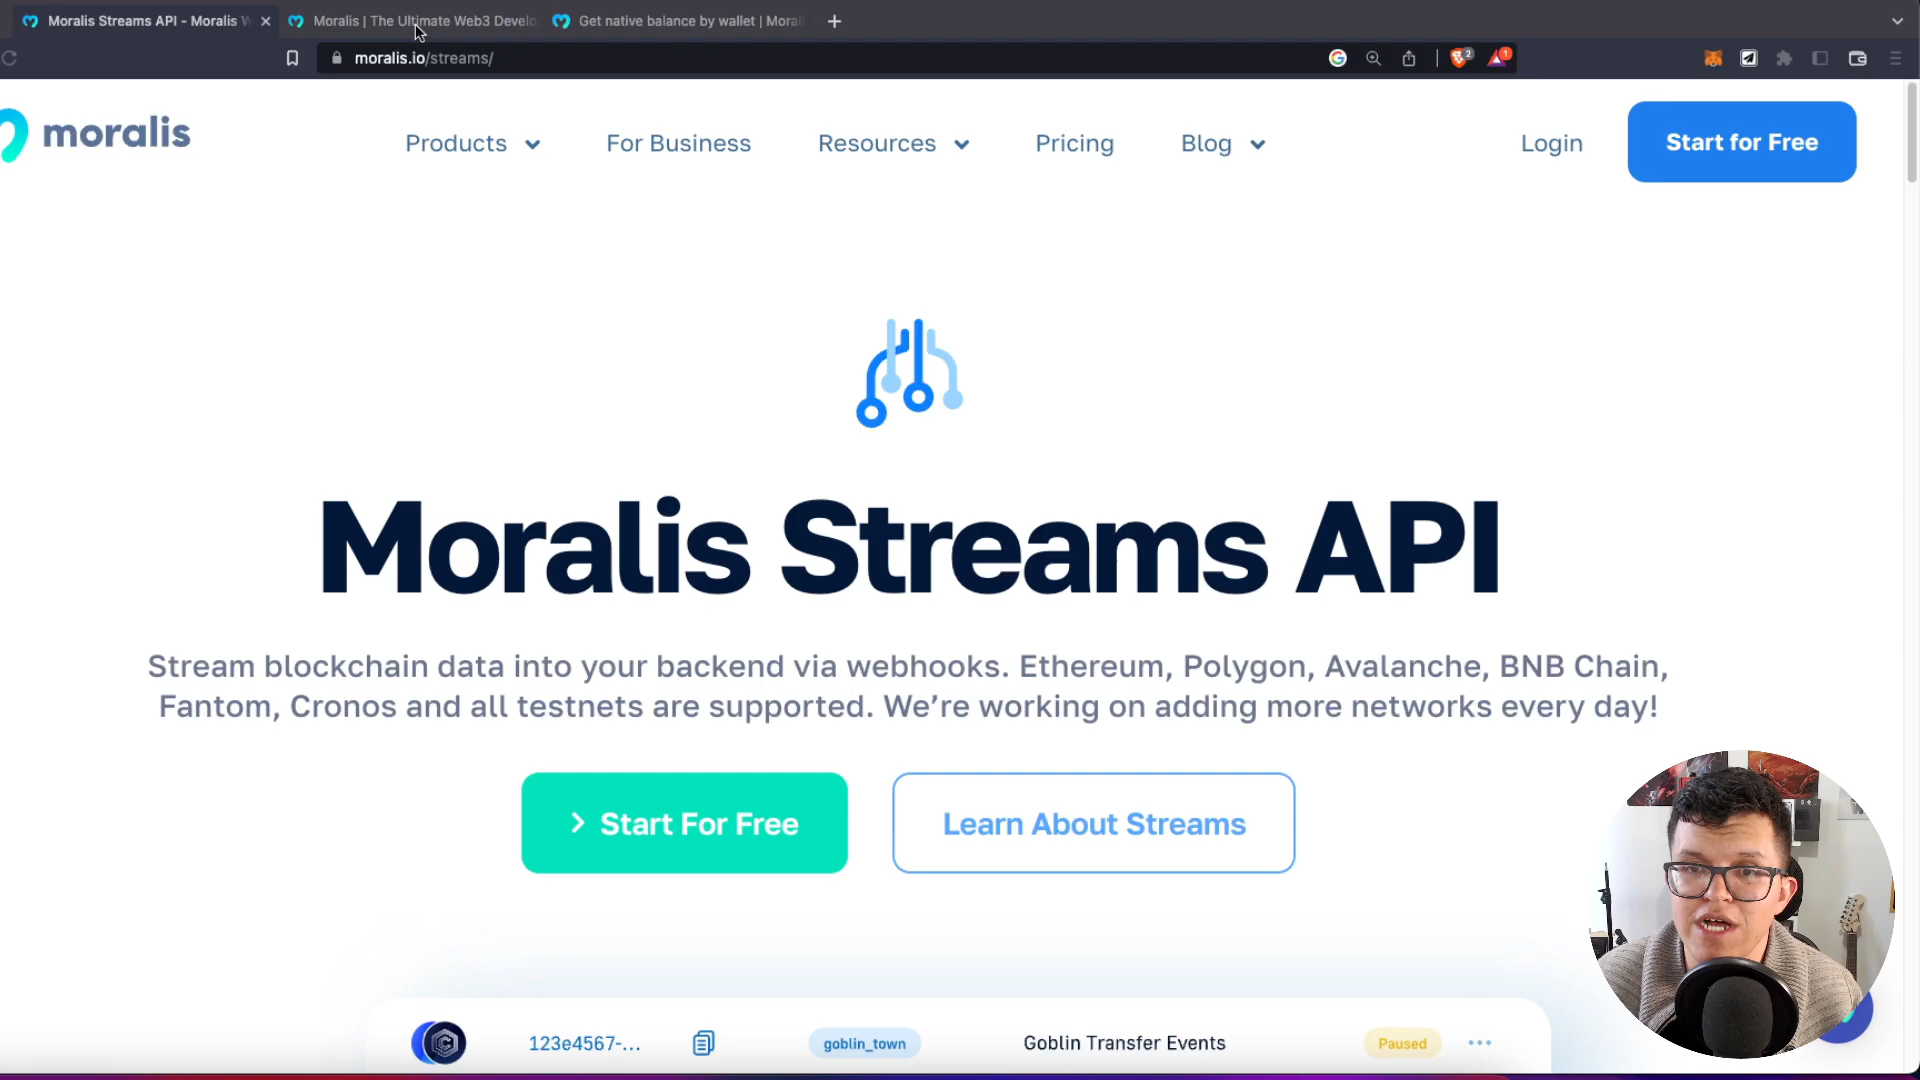 Moralis Streams API - Moralis W
Moralis | The Ultimate Web3 Develo
Get native balance by wallet | Moral
moralis.io/streams/
2
1
moralis
Products
For Business
Resources
Pricing
Blog
Login
Start for Free
Moralis Streams API
Stream blockchain data into your backend via webhooks. Ethereum, Polygon, Avalanche, BNB Chain,
Fantom, Cronos and all testnets are supported. We’re working on adding more networks every day!
Start For Free
Learn About Streams
123e4567-...
goblin_town
Goblin Transfer Events
Paused